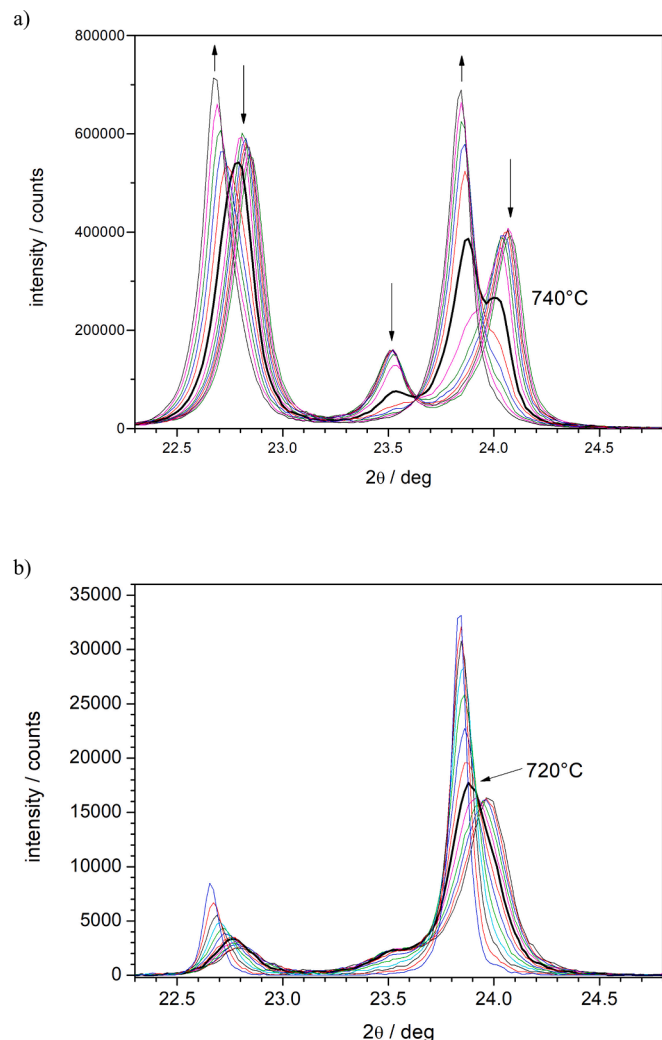 a)
800000
600000
400000
200000
0
intensity / counts
740°C
22.5 23.0 23.5 24.0 24.5
2θ / deg
b)
35000
30000
25000
20000
15000
10000
5000
0
intensity / counts
720°C
22.5 23.0 23.5 24.0 24.5
2θ / deg